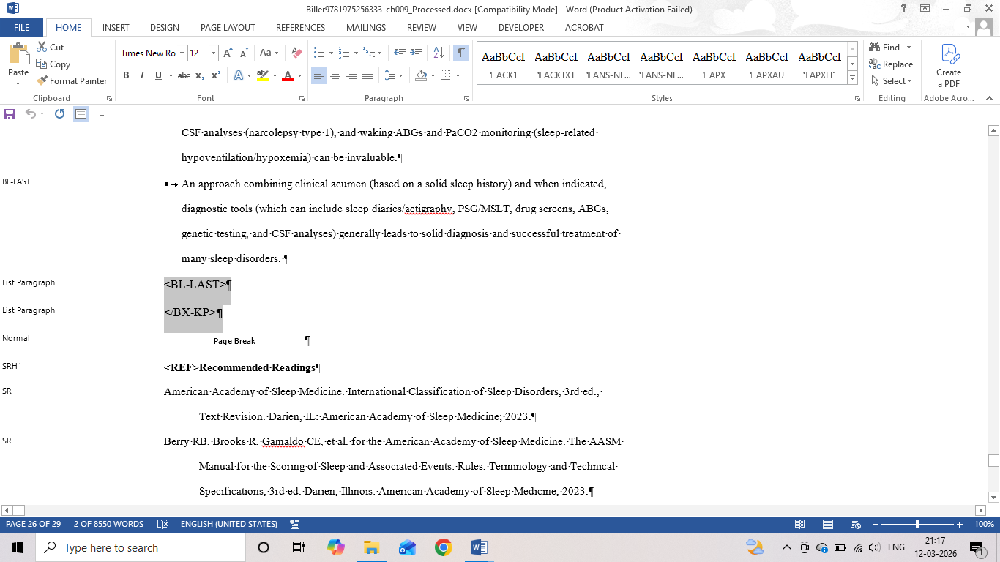 Biller9781975256333-ch009_Processed.docx [Compatibility Mode] - Word (Product Activation Failed)
FILE HOME INSERT DESIGN PAGE LAYOUT REFERENCES MAILINGS REVIEW VIEW DEVELOPER ACROBAT
Paste
Cut
Copy
Format Painter
Clipboard
Times New Ro 12
Font
Paragraph
AaBbCcI AaBbCcI AaBbCcI AaBbCcI AaBbCcI AaBbCcI AaBbCcI
¶ ACK1 ¶ ACKTXT ¶ ANS-NL... ¶ ANS-NL... ¶ APX ¶ APXAU ¶ APXH1
Styles
Find
Replace
Select
Editing
Create
a PDF
Adobe Acro...
CSF analyses (narcolepsy type 1), and waking ABGs and PaCO2 monitoring (sleep-related
hypoventilation/hypoxemia) can be invaluable.¶
BL-LAST
•→ An approach combining clinical acumen (based on a solid sleep history) and when indicated,
diagnostic tools (which can include sleep diaries/actigraphy, PSG/MSLT, drug screens, ABGs,
genetic testing, and CSF analyses) generally leads to solid diagnosis and successful treatment of
many sleep disorders. ¶
List Paragraph <BL-LAST>¶
List Paragraph </BX-KP>¶
Normal Page Break ¶
SRH1 <REF>Recommended Readings¶
SR American Academy of Sleep Medicine. International Classification of Sleep Disorders, 3rd ed.,
Text Revision. Darien, IL: American Academy of Sleep Medicine; 2023.¶
SR Berry RB, Brooks R, Gamaldo CE, et al. for the American Academy of Sleep Medicine. The AASM
Manual for the Scoring of Sleep and Associated Events: Rules, Terminology and Technical
Specifications, 3rd ed. Darien, Illinois: American Academy of Sleep Medicine, 2023.¶
PAGE 26 OF 29 2 OF 8550 WORDS ENGLISH (UNITED STATES) 100%
Type here to search
ENG
21:17
12-03-2026
1